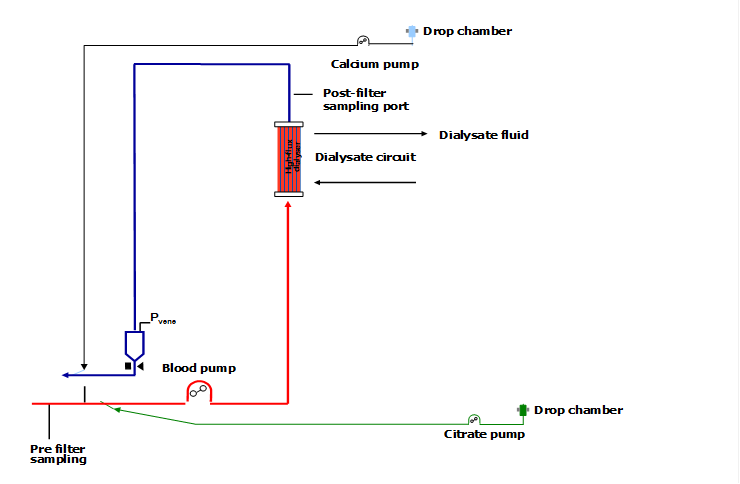 Drop chamber
Calcium pump
Post-filter
sampling port
Dialysate fluid
High-flux
dialyser
Dialysate circuit
Pvene
Blood pump
Drop chamber
Citrate pump
Pre filter
sampling